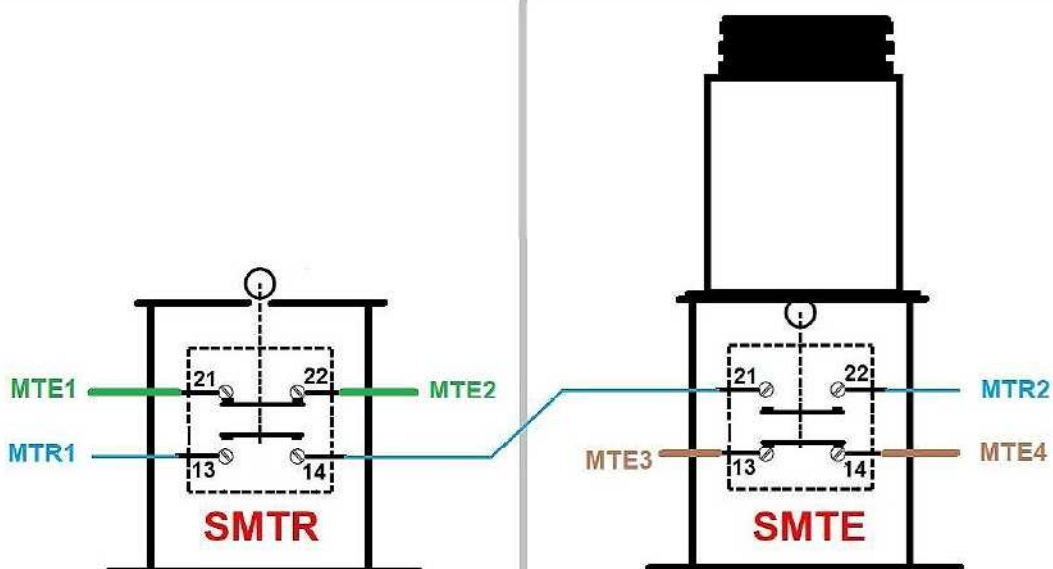 21 22
MTE1 MTE2
MTR1
13 14
SMTR
21 22
MTR2
MTE3 MTE4
13 14
SMTE